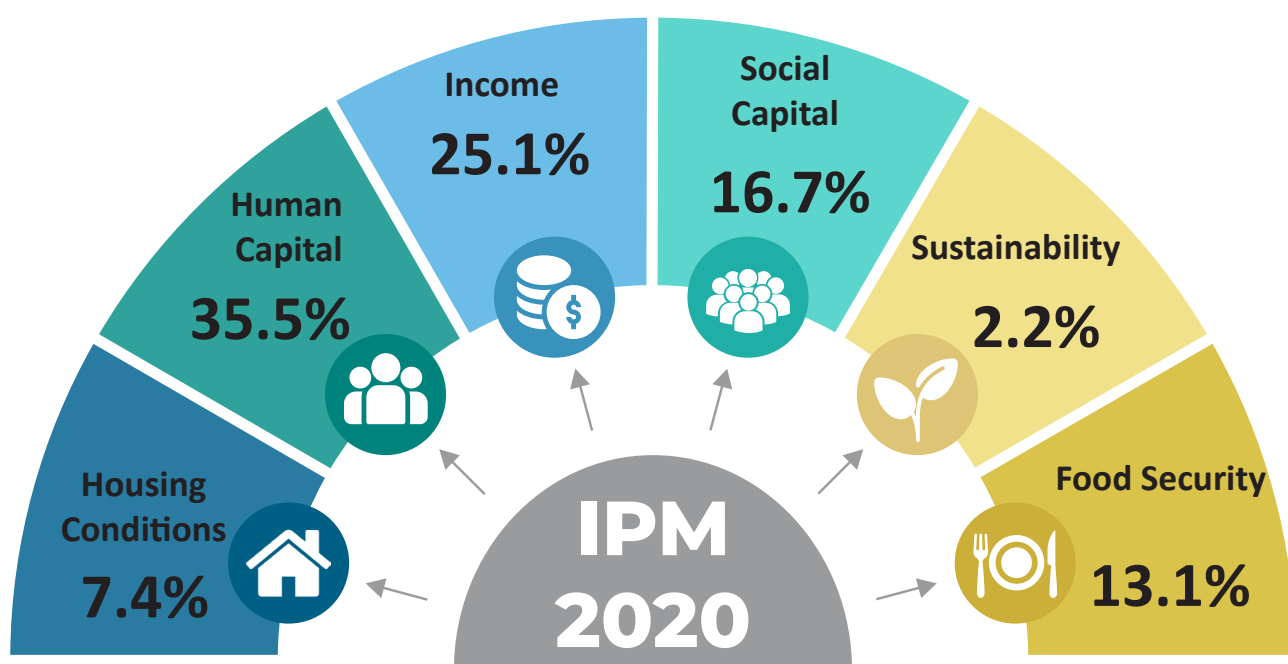 Housing
Conditions
7.4%
Human
Capital
35.5%
Income
25.1%
Social
Capital
16.7%
Sustainability
2.2%
Food Security
13.1%
IPM
2020
$